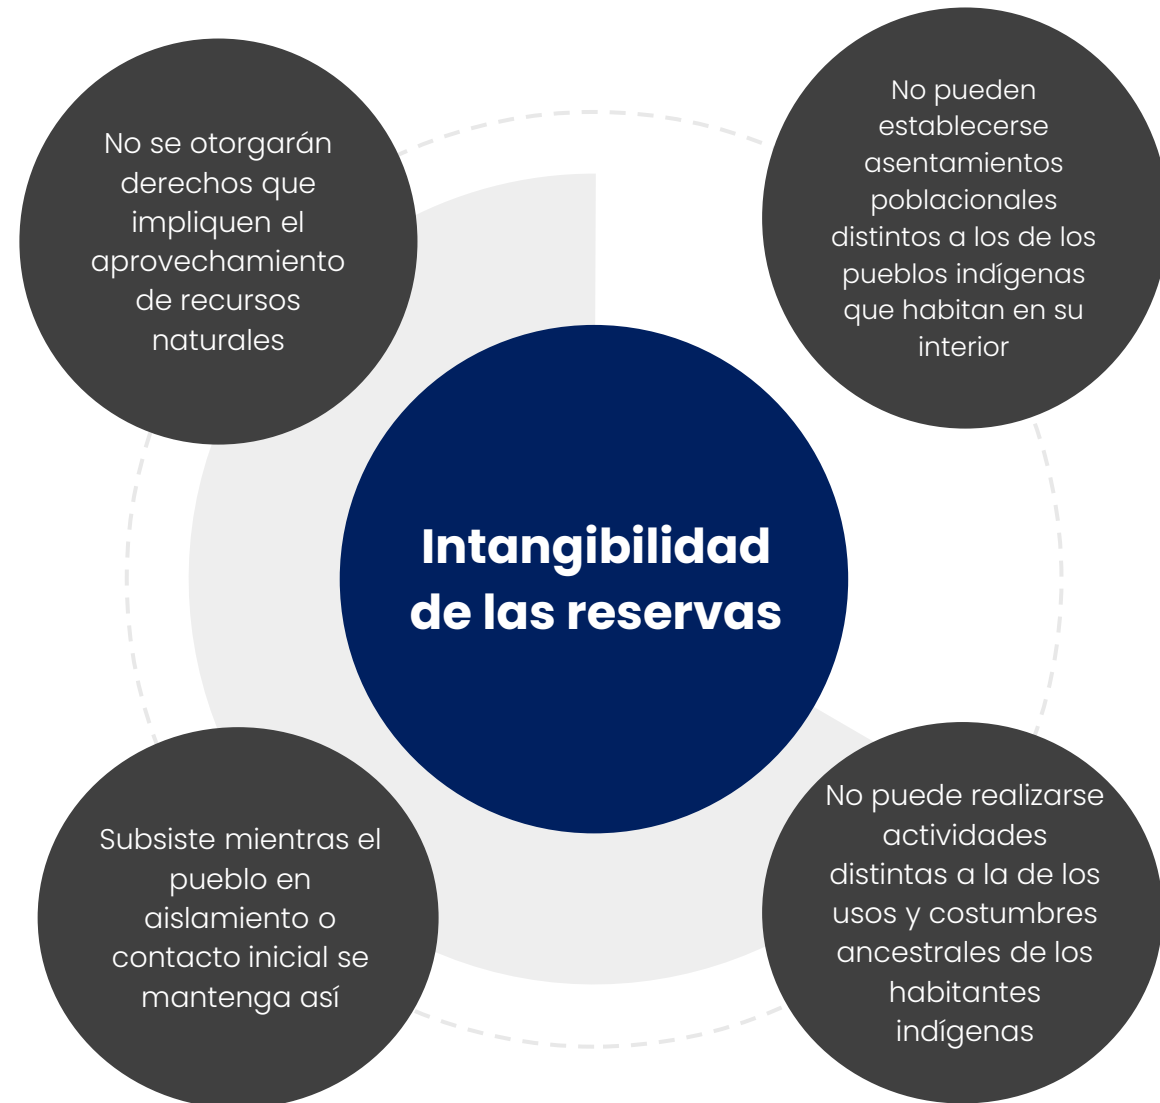 No se otorgarán
derechos que
impliquen el
aprovechamiento
de recursos
naturales
No pueden
establecerse
asentamientos
poblacionales
distintos a los de los
pueblos indígenas
que habitan en su
interior
Intangibilidad
de las reservas
Subsiste mientras el
pueblo en
aislamiento o
contacto inicial se
mantenga así
No puede realizarse
actividades
distintas a la de los
usos y costumbres
ancestrales de los
habitantes
indígenas